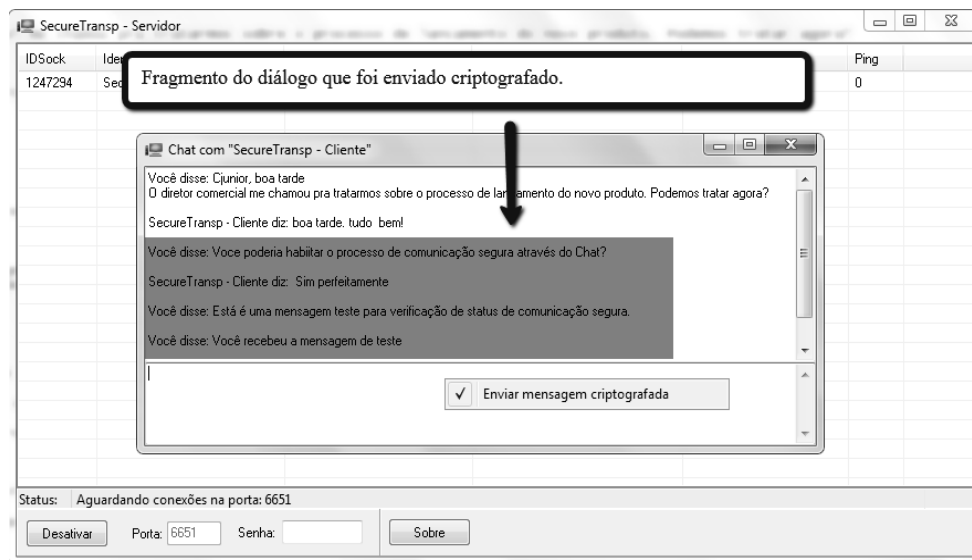 SecureTransp - Servidor
IDSock Ping
1247294 0
Fragmento do diálogo que foi enviado criptografado.
Chat com "SecureTransp - Cliente"
Você disse: Cjunior, boa tarde
O diretor comercial me chamou pra tratarmos sobre o processo de lançamento do novo produto. Podemos tratar agora?
SecureTransp - Cliente diz: boa tarde. tudo bem!
Você disse: Voce poderia habiitar o processo de comunicação segura através do Chat?
SecureTransp - Cliente diz: Sim perfeitamente
Você disse: Está é uma mensagem teste para verificação de status de comunicação segura.
Você disse: Você recebeu a mensagem de teste
✓ Enviar mensagem criptografada
Status: Aguardando conexões na porta: 6651
Desativar Porta: 6651 Senha: Sobre